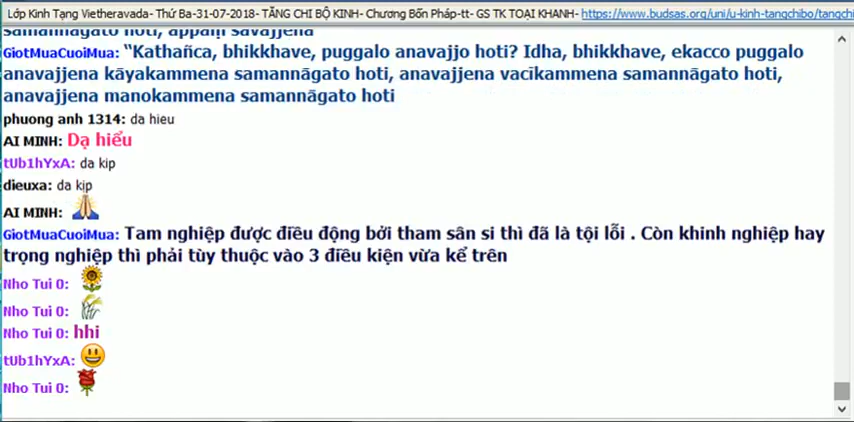 Lớp Kinh Tạng Vietheravada- Thứ Ba-31-07-2018- TĂNG CHI BỘ KINH- Chương Bốn Pháp-tt- GS TK TOẠI KHANH- https://www.budsas.org/uni/u-kinh-tangchibo/tangchi
samannāgato hoti, appaṃ sāvajjena
GiotMuaCuoiMua: “Kathañca, bhikkhave, puggalo anavajjo hoti? Idha, bhikkhave, ekacco puggalo
anavajjena kāyakammena samannāgato hoti, anavajjena vacīkammena samannāgato hoti,
anavajjena manokammena samannāgato hoti
phuong anh 1314: da hieu
AI MINH: Dạ hiểu
tUb1hYxA: da kip
dieuxa: da kip
AI MINH:
GiotMuaCuoiMua: Tam nghiệp được điều động bởi tham sân si thì đã là tội lỗi . Còn khinh nghiệp hay
trọng nghiệp thì phải tùy thuộc vào 3 điều kiện vừa kể trên
Nho Tui 0:
Nho Tui 0:
Nho Tui 0: hhi
tUb1hYxA:
Nho Tui 0: